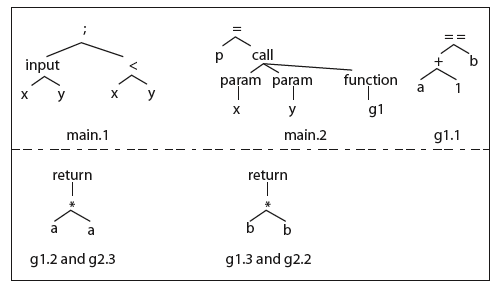 ; = ==
input < p call + b
x y x y param param function a 1
x y g1
main.1 main.2 g1.1
return return
* *
a a b b
g1.2 and g2.3 g1.3 and g2.2